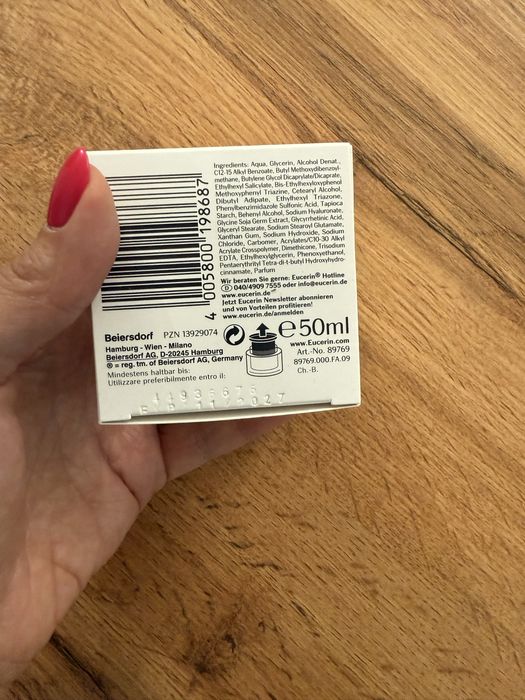 Ingredients: Aqua, Glycerin, Alcohol Denat.,
C12-15 Alkyl Benzoate, Butyl Methoxydibenzoyl-
methane, Butylene Glycol Dicaprylate/Dicaprate,
Ethylhexyl Salicylate, Bis-Ethylhexyloxyphenol
Methoxyphenyl Triazine, Cetearyl Alcohol,
Dibutyl Adipate, Ethylhexyl Triazone,
Phenylbenzimidazole Sulfonic Acid, Tapioca
Starch, Behenyl Alcohol, Sodium Hyaluronate,
Glycine Soja Germ Extract, Glycyrrhetinic Acid,
Glyceryl Stearate, Sodium Stearoyl Glutamate,
Xanthan Gum, Sodium Hydroxide, Sodium
Chloride, Carbomer, Acrylates/C10-30 Alkyl
Acrylate Crosspolymer, Dimethicone, Trisodium
EDTA, Ethylhexylglycerin, Phenoxyethanol,
Pentaerythrityl Tetra-di-t-butyl Hydroxyhydro-
cinnamate, Parfum
Wir beraten Sie gerne: Eucerin® Hotline
D 040/4909 7555 oder info@eucerin.de
www.eucerin.de
Jetzt Eucerin Newsletter abonnieren
und von Vorteilen profitieren!
www.eucerin.de/anmelden
4 005800 198687
Beiersdorf PZN 13929074
Hamburg - Wien - Milano
Beiersdorf AG, D-20245 Hamburg
® = reg. tm. of Beiersdorf AG, Germany
Mindestens haltbar bis:
Utilizzare preferibilmente entro il:
e 50ml
www.Eucerin.com
Art.-No. 89769
89769.000.FA.09
Ch.-B.
EXP 11/2027